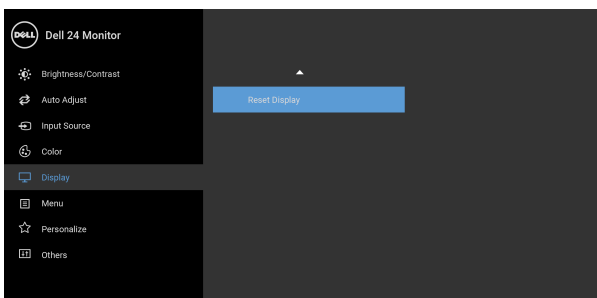 DELL
Dell 24 Monitor
Brightness/Contrast
Auto Adjust
Reset Display
Input Source
Color
Display
Menu
Personalize
Others